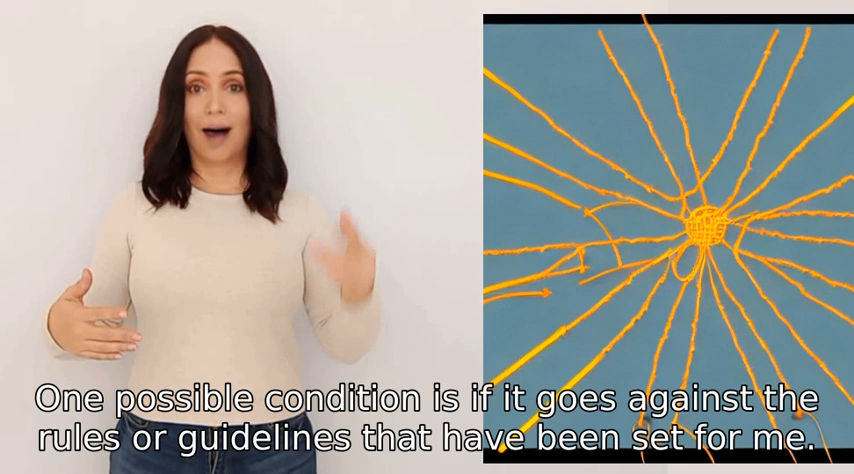 One possible condition is if it goes against the
rules or guidelines that have been set for me.